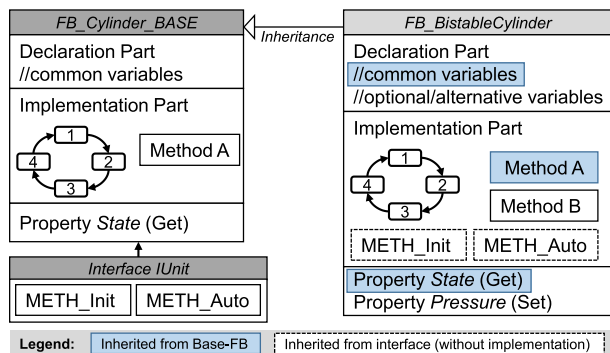 FB_Cylinder_BASE
Declaration Part
//common variables
Implementation Part
1
2
3
4
Method A
Property State (Get)
Interface IUnit
METH_Init
METH_Auto
Inheritance
FB_BistableCylinder
Declaration Part
//common variables
//optional/alternative variables
Implementation Part
1
2
3
4
Method A
Method B
METH_Init
METH_Auto
Property State (Get)
Property Pressure (Set)
Legend: Inherited from Base-FB Inherited from interface (without implementation)